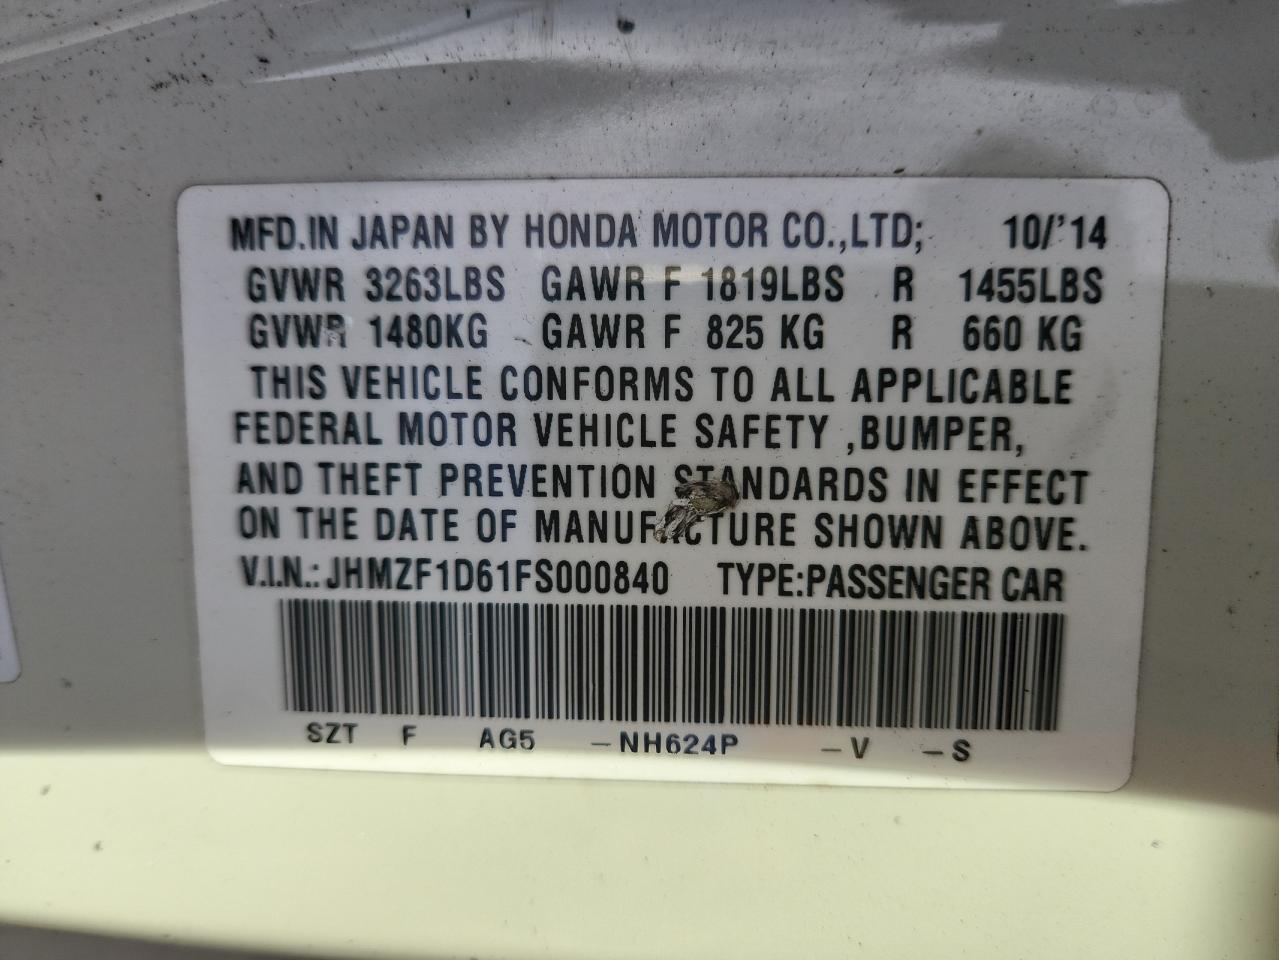 MFD.IN JAPAN BY HONDA MOTOR CO.,LTD; 10/'14
GVWR 3263LBS GAWR F 1819LBS R 1455LBS
GVWR 1480KG GAWR F 825 KG R 660 KG
THIS VEHICLE CONFORMS TO ALL APPLICABLE
FEDERAL MOTOR VEHICLE SAFETY ,BUMPER,
AND THEFT PREVENTION STANDARDS IN EFFECT
ON THE DATE OF MANUFACTURE SHOWN ABOVE.
V.I.N.:JHMZF1D61FS000840 TYPE:PASSENGER CAR
SZT F AG5 -NH624P -V -S